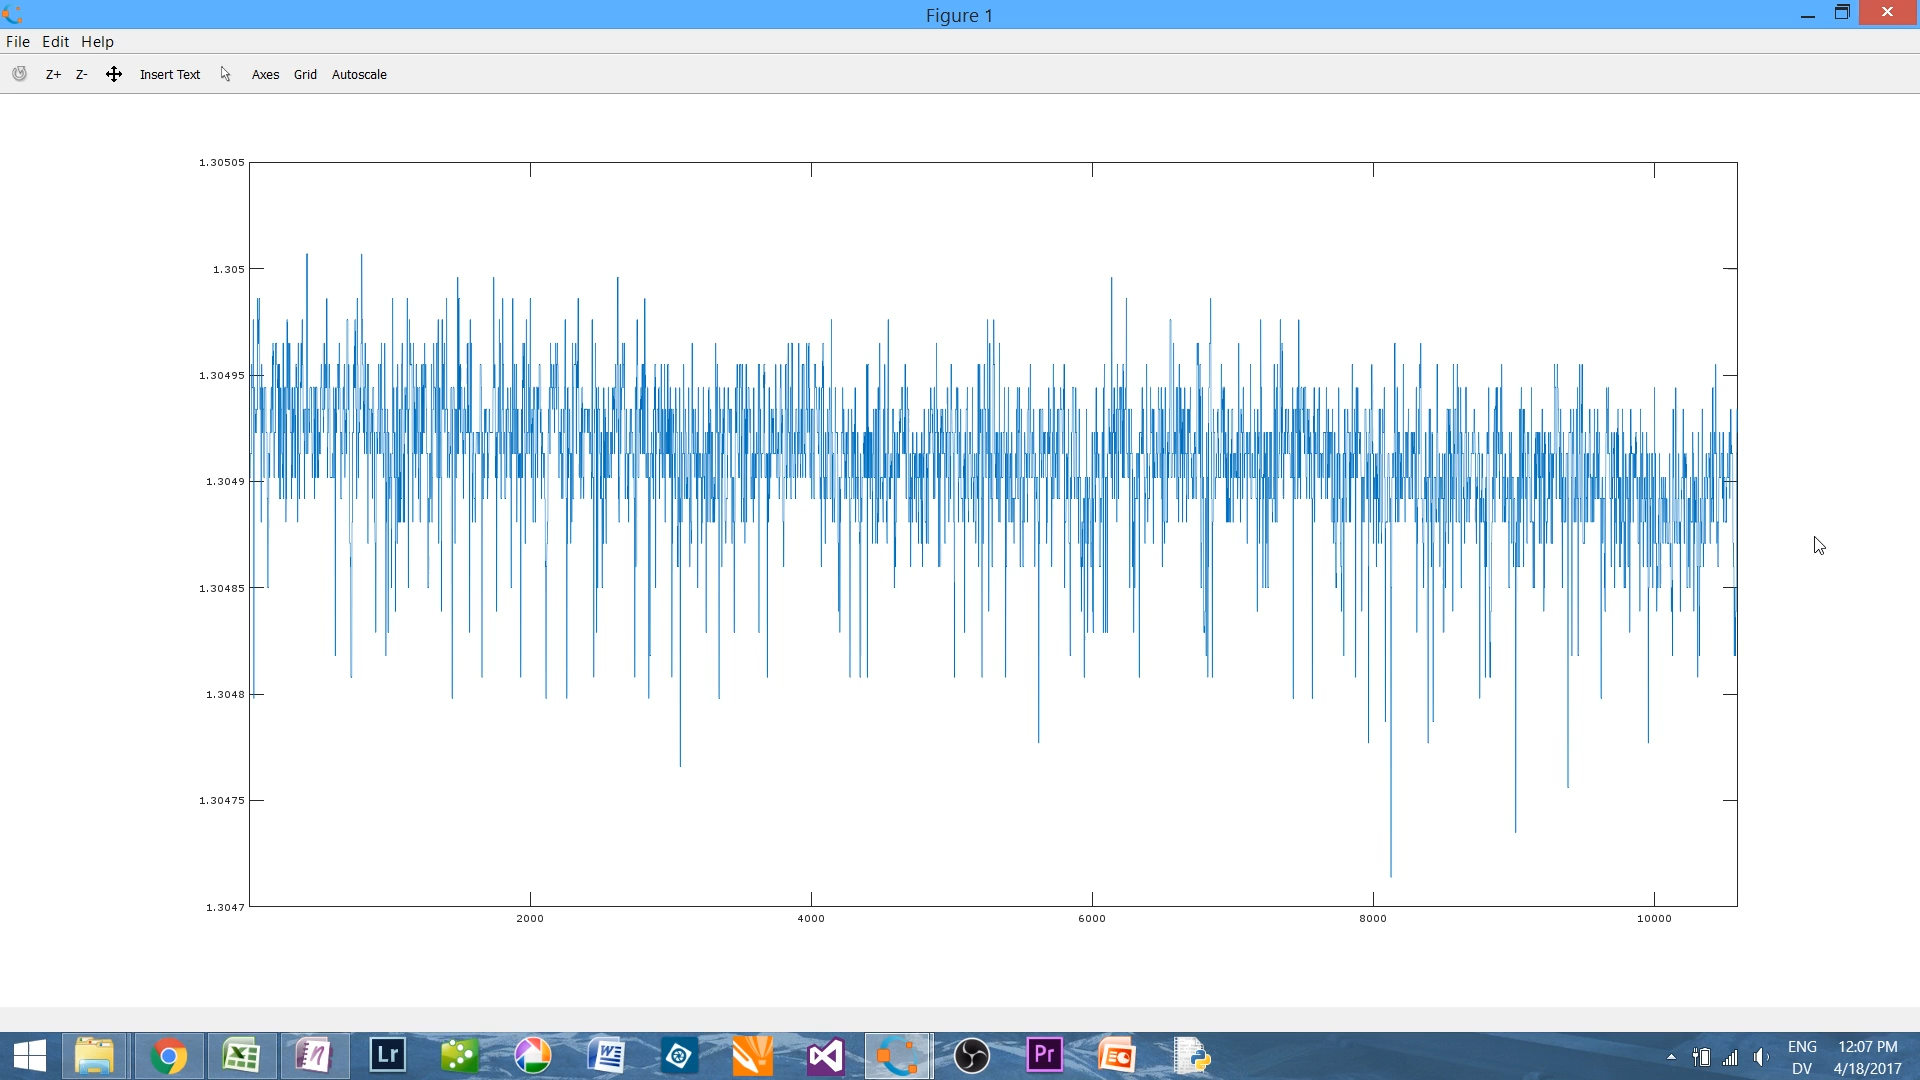 Figure 1
File Edit Help
Z+ Z- Insert Text Axes Grid Autoscale
1.30505
1.305
1.30495
1.3049
1.30485
1.3048
1.30475
1.3047
2000 4000 6000 8000 10000
Lr Pr ENG 12:07 PM
DV 4/18/2017